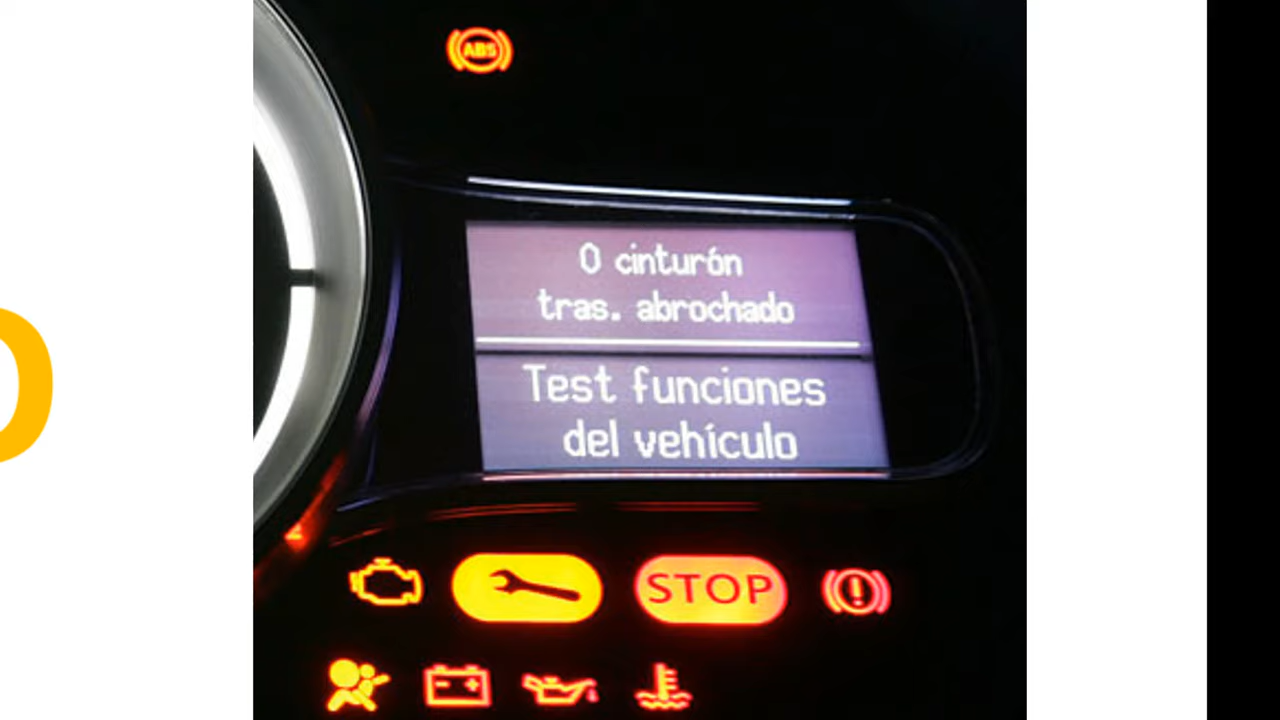 ABS
0 cinturón
tras. abrochado
Test funciones
del vehículo
STOP